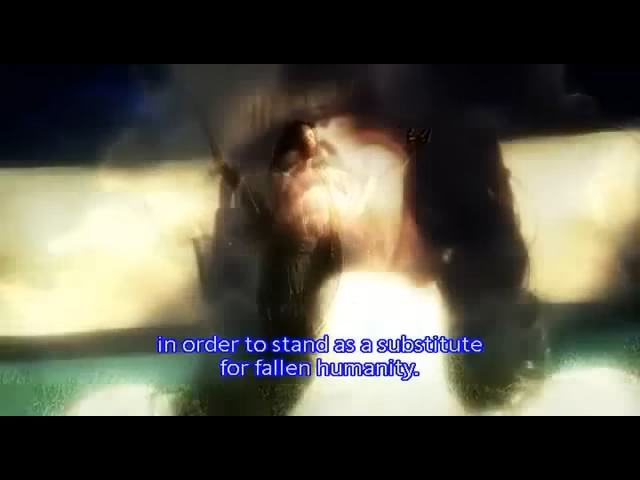 in order to stand as a substitute
for fallen humanity.